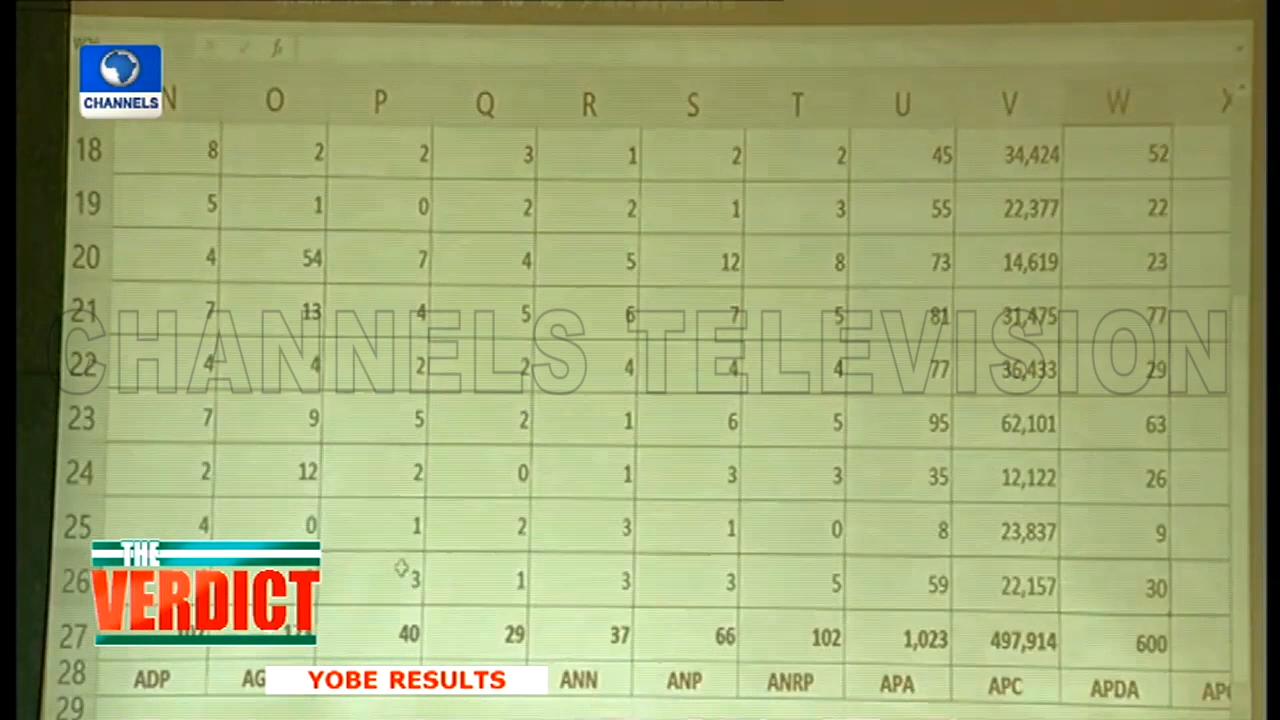 CHANNELS
N O P Q R S T U V W X
18 8 2 2 3 1 2 2 45 34,424 52
19 5 1 0 2 2 1 3 55 22,377 22
20 4 54 7 4 5 12 8 73 14,619 23
21 7 13 4 5 6 7 5 81 31,475 77
CHANNELS TELEVISION
22 4 4 2 2 4 4 4 77 36,433 29
23 7 9 5 2 1 6 5 95 62,101 63
24 2 12 2 0 1 3 3 35 12,122 26
25 4 0 1 2 3 1 0 8 23,837 9
26 3 1 3 3 5 59 22,157 30
THE
VERDICT
27 40 29 37 66 102 1,023 497,914 600
28 ADP AG ANN ANP ANRP APA APC APDA
YOBE RESULTS
29